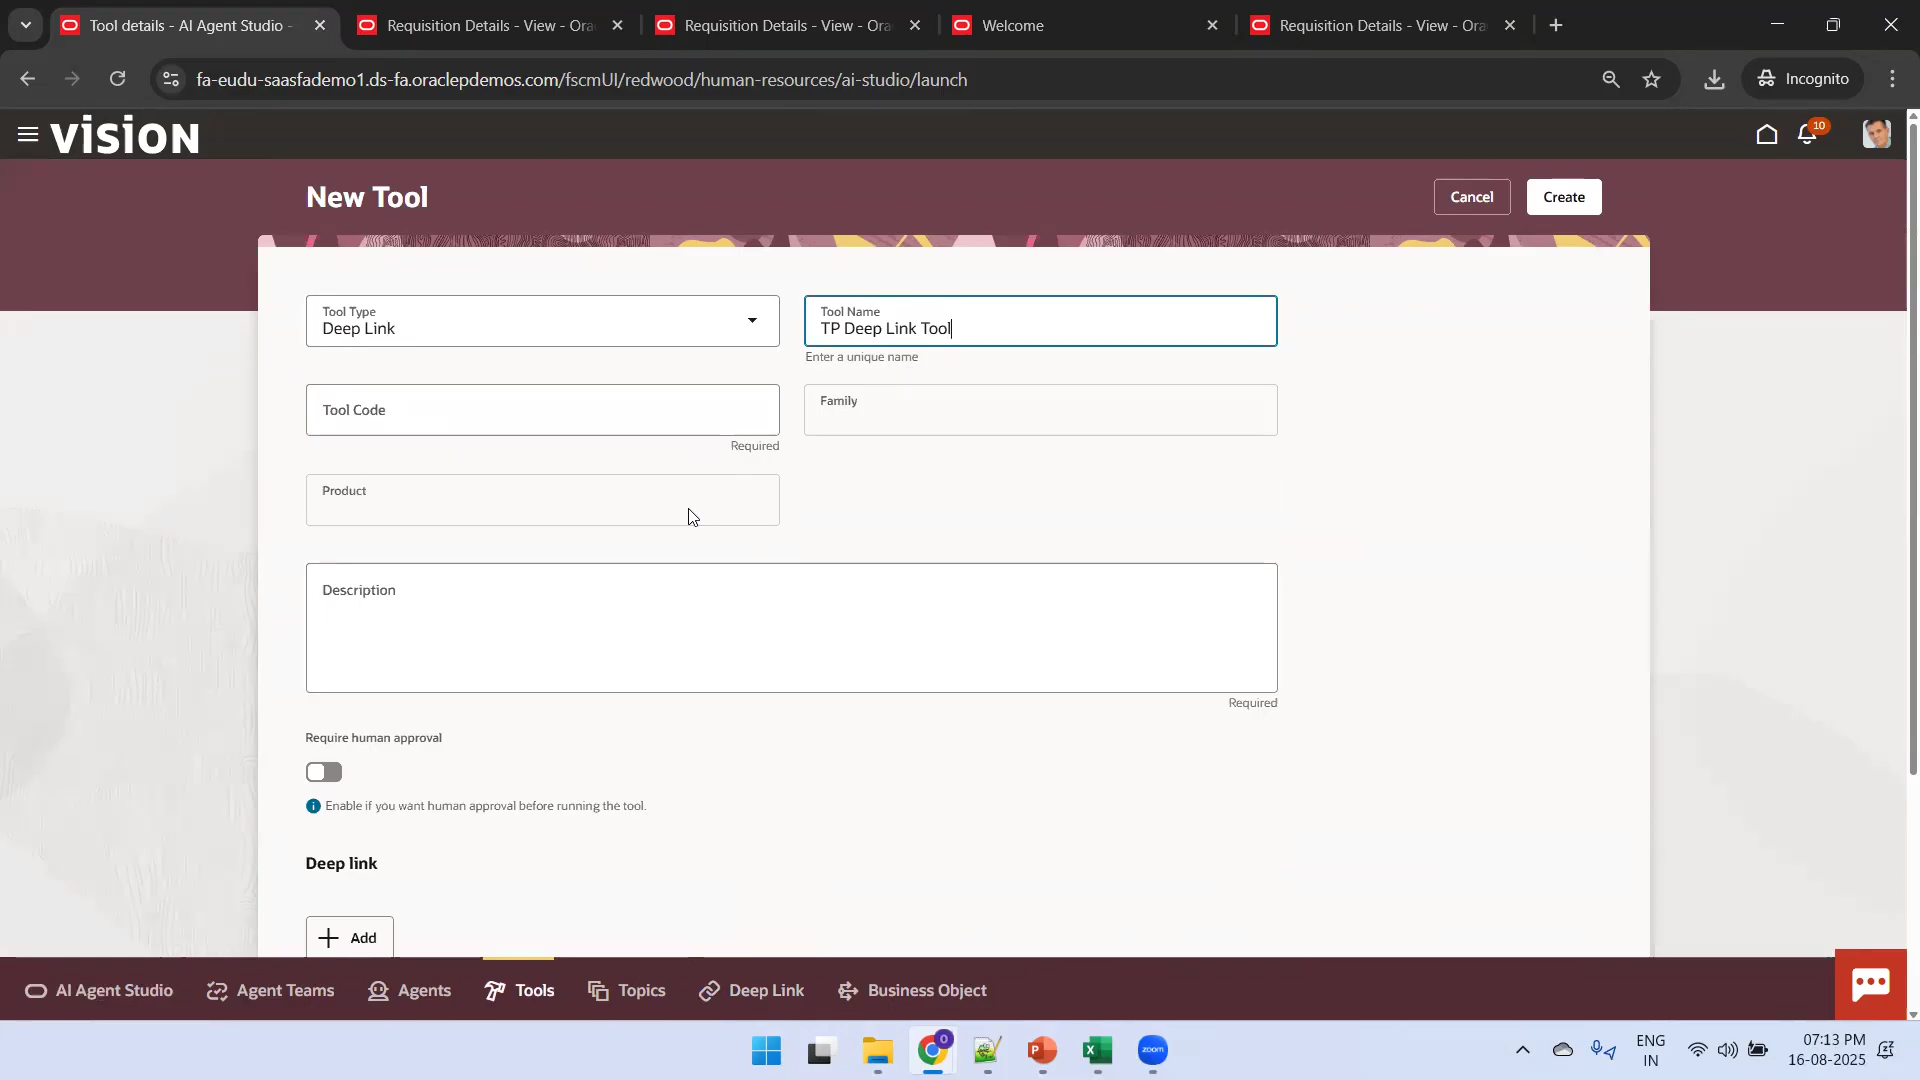 Tool details - AI Agent Studio -
Requisition Details - View - Ora
Requisition Details - View - Ora
Welcome
Requisition Details - View - Ora
fa-eudu-saasfademo1.ds-fa.oraclepdemos.com/fscmUI/redwood/human-resources/ai-studio/launch
Incognito
vision
10
New Tool
Cancel
Create
Tool Type
Deep Link
Tool Name
TP Deep Link Tool
Enter a unique name
Tool Code
Required
Family
Product
Description
Required
Require human approval
Enable if you want human approval before running the tool.
Deep link
Add
AI Agent Studio
Agent Teams
Agents
Tools
Topics
Deep Link
Business Object
0
zoom
ENG
IN
07:13 PM
16-08-2025